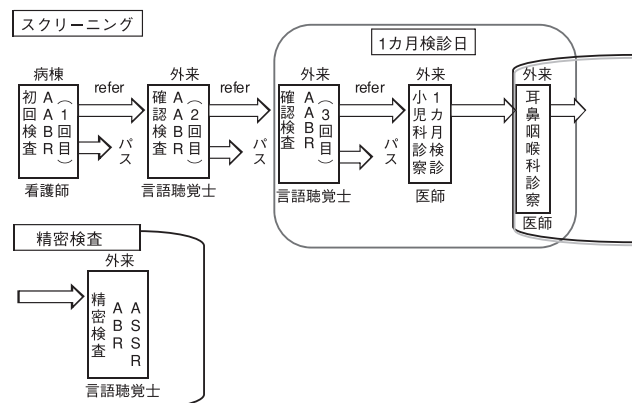 スクリーニング
1カ月検診日
病棟
初回検査
AABR
（1回目）
看護師
refer
パス
外来
確認検査
AABR
（2回目）
言語聴覚士
refer
パス
外来
確認検査
AABR
（3回目）
言語聴覚士
refer
パス
外来
小児科診察
1カ月検診
医師
外来
耳鼻咽喉科診察
医師
精密検査
外来
精密検査
ABR
ASSR
言語聴覚士